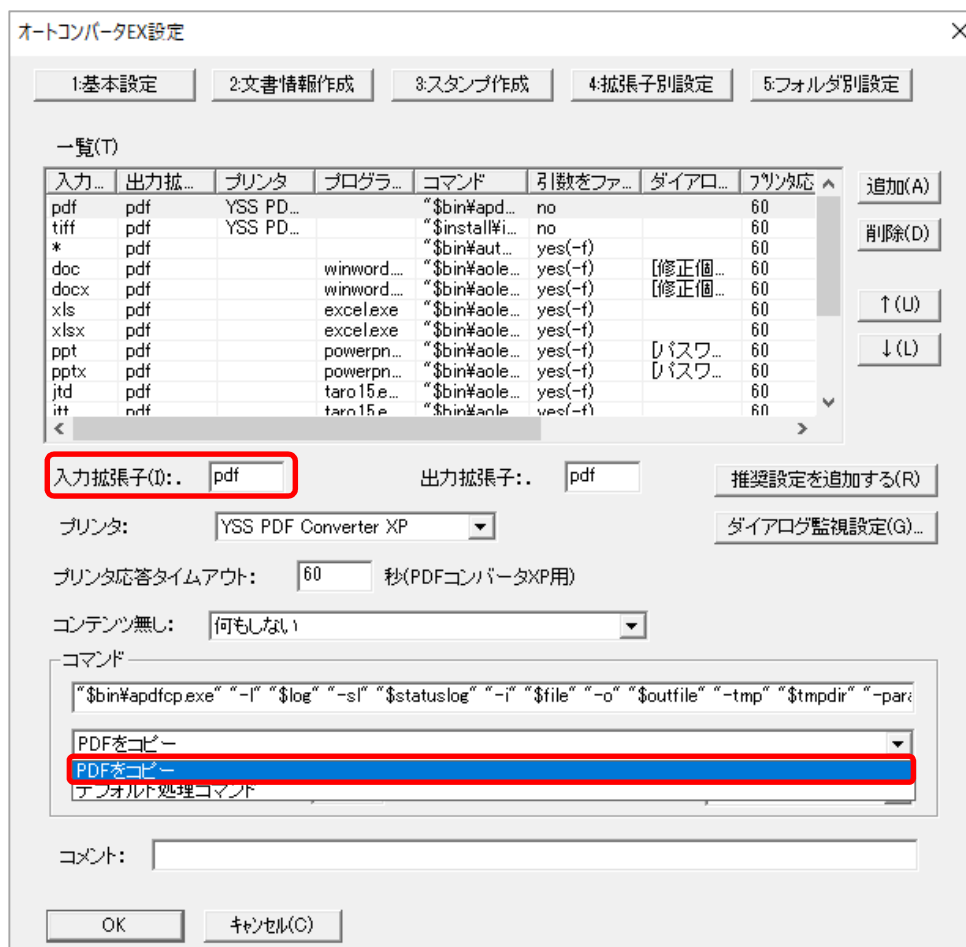 オートコンバータEX設定
1:基本設定 2:文書情報作成 3:スタンプ作成 4:拡張子別設定 5:フォルダ別設定
一覧(T)
入力... 出力拡... プリンタ プログラ... コマンド 引数をファ... ダイアロ... プリンタ応
pdf pdf YSS PD... "$bin¥apd... no 60
tiff pdf YSS PD... "$install¥i... no 60
* pdf "$bin¥aut... yes(-f) 60
doc pdf winword.... "$bin¥aole... yes(-f) [修正個... 60
docx pdf winword.... "$bin¥aole... yes(-f) [修正個... 60
xls pdf excel.exe "$bin¥aole... yes(-f) 60
xlsx pdf excel.exe "$bin¥aole... yes(-f) 60
ppt pdf powerpn... "$bin¥aole... yes(-f) [パスワ... 60
pptx pdf powerpn... "$bin¥aole... yes(-f) [パスワ... 60
jtd pdf taro15.e... "$bin¥aole... yes(-f) 60
jtt pdf taro15.e... "$bin¥aole... yes(-f) 60
追加(A)
削除(D)
↑(U)
↓(L)
入力拡張子(I):. pdf 出力拡張子:. pdf 推奨設定を追加する(R)
プリンタ: YSS PDF Converter XP ダイアログ監視設定(G)...
プリンタ応答タイムアウト: 60 秒(PDFコンバータXP用)
コンテンツ無し: 何もしない
コマンド
"$bin¥apdfcp.exe" "-l" "$log" "-sl" "$statuslog" "-i" "$file" "-o" "$outfile" "-tmp" "$tmpdir" "-para
PDFをコピー
PDFをコピー
デフォルト処理コマンド
コメント:
OK キャンセル(C)